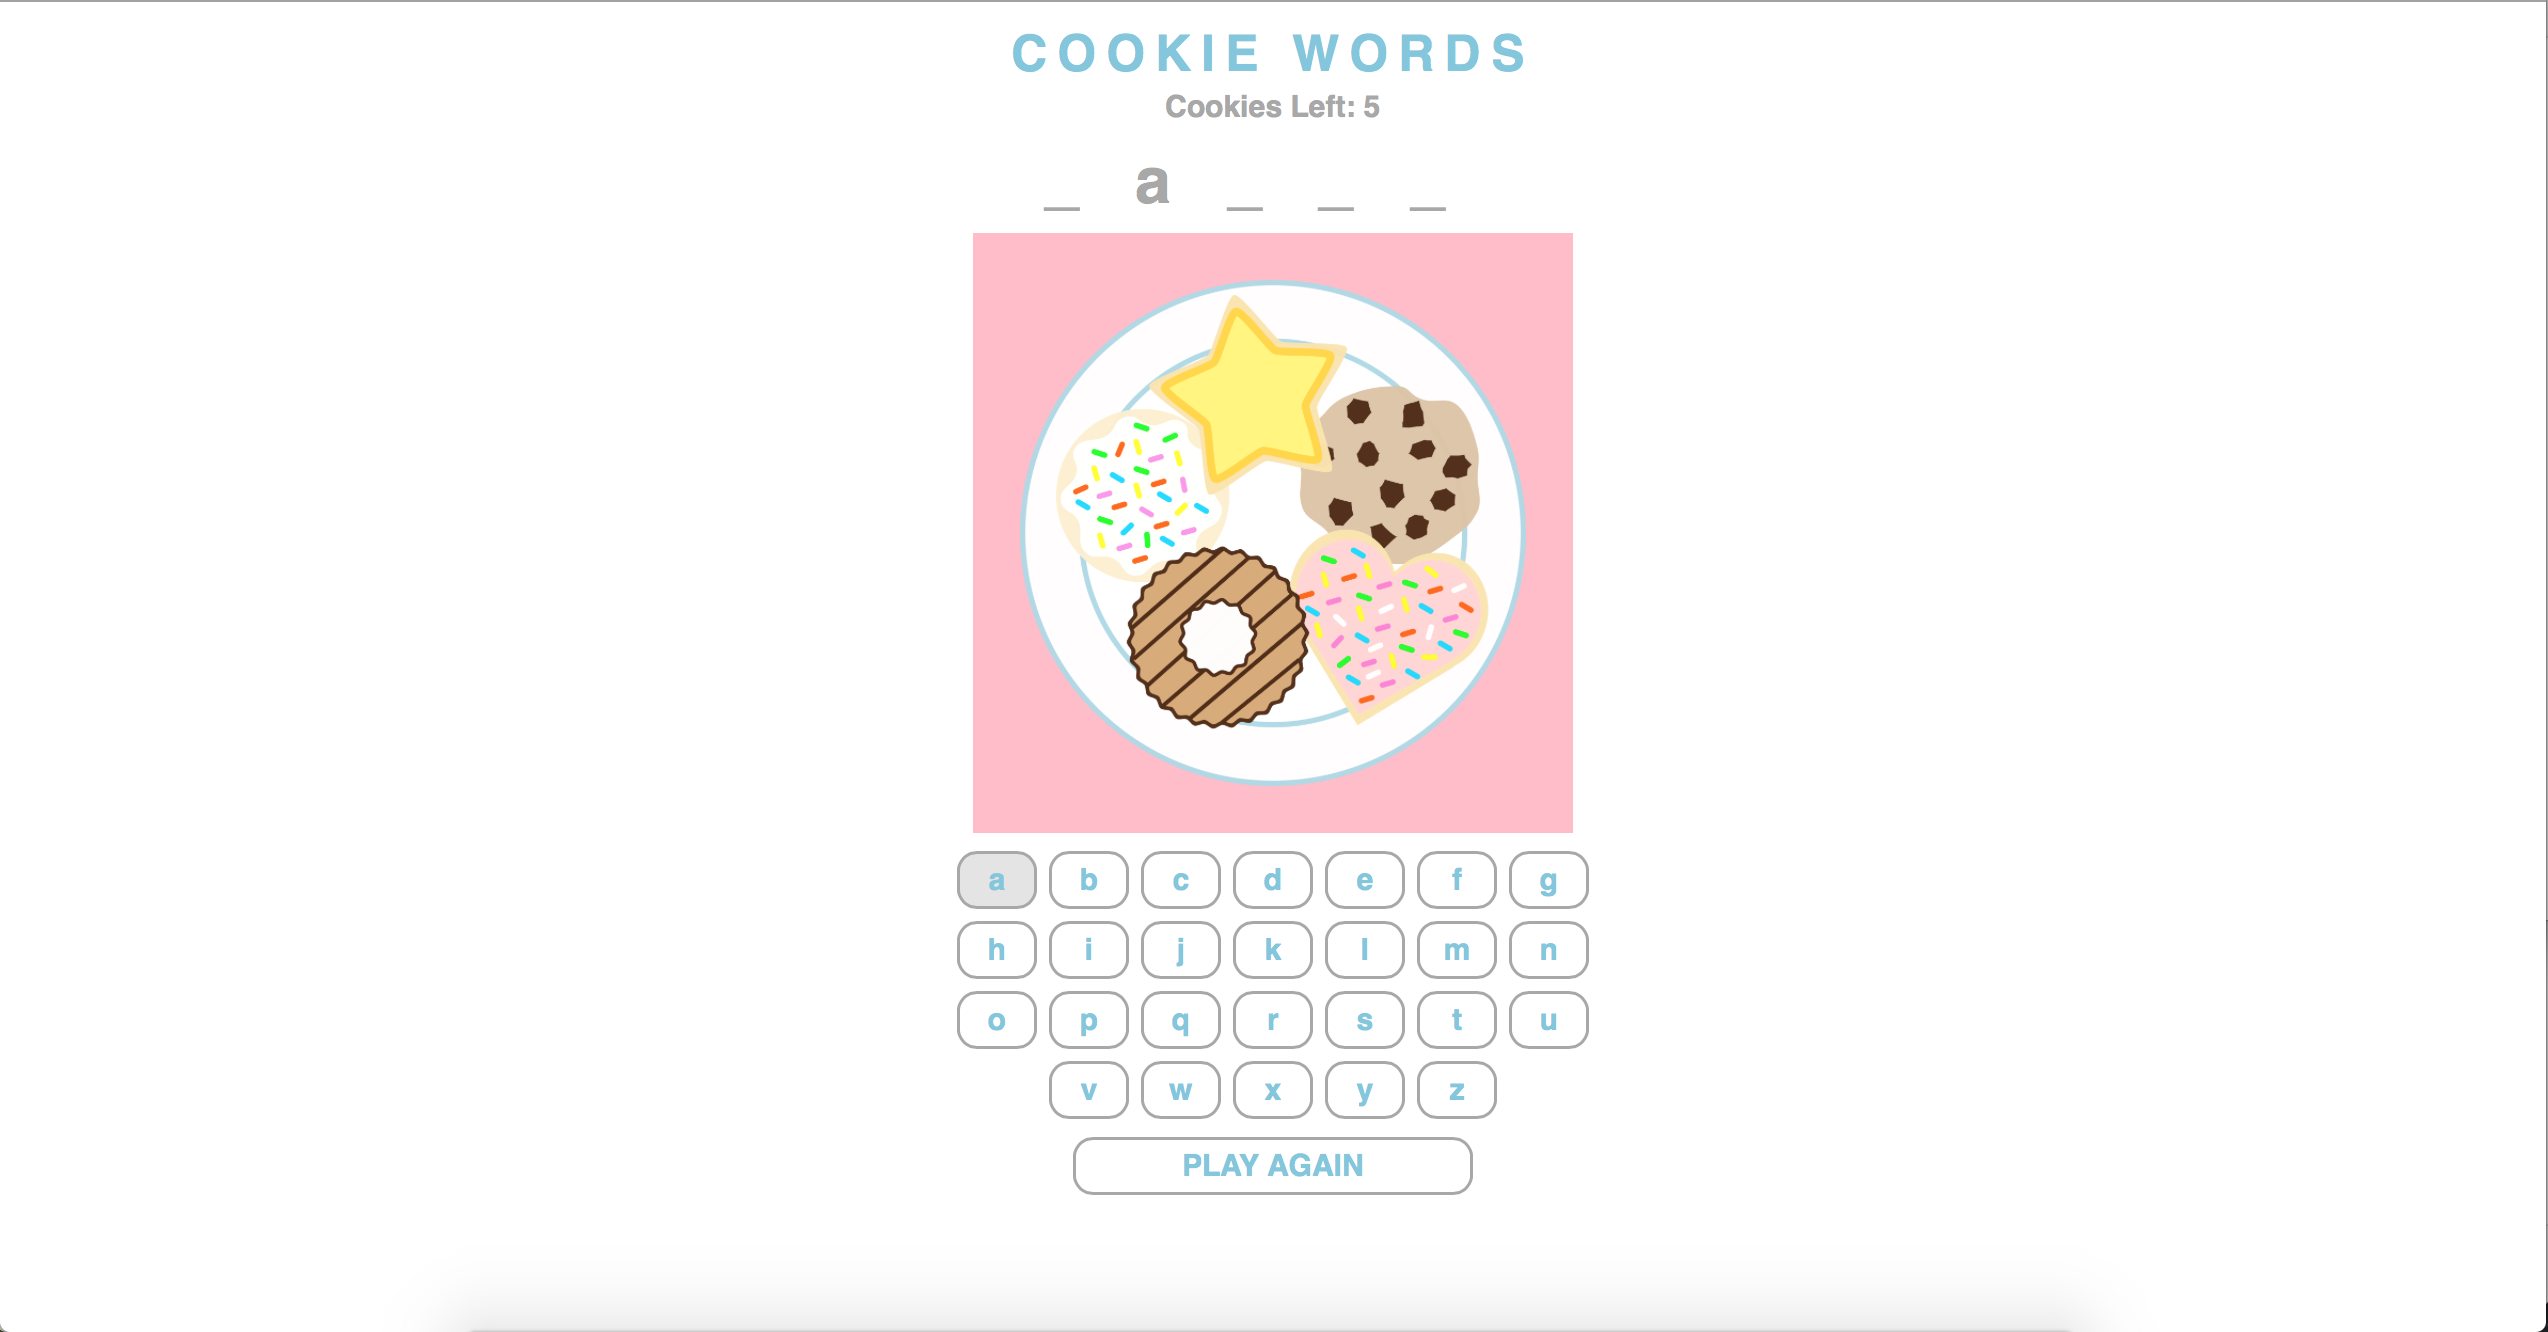 COOKIE WORDS
Cookies Left: 5
_ a _ _ _
a b c d e f g
h i j k l m n
o p q r s t u
v w x y z
PLAY AGAIN